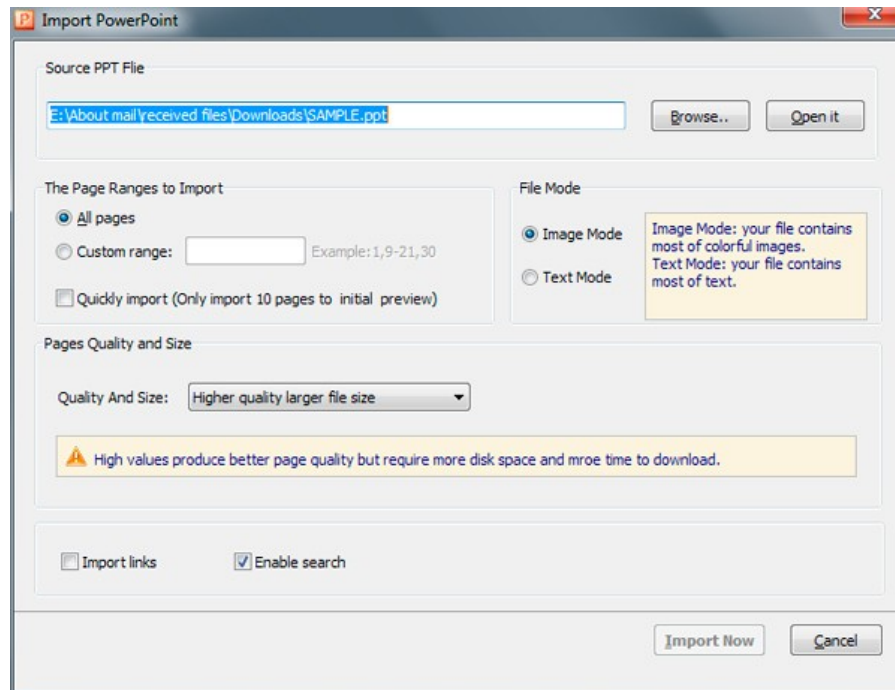 Import PowerPoint
Source PPT Flie
E:\About mail\received files\Downloads\SAMPLE.ppt
Browse..
Open it
The Page Ranges to Import
All pages
Custom range:
Example:1,9-21,30
Quickly import (Only import 10 pages to initial preview)
File Mode
Image Mode
Text Mode
Image Mode: your file contains
most of colorful images.
Text Mode: your file contains
most of text.
Pages Quality and Size
Quality And Size:
Higher quality larger file size
High values produce better page quality but require more disk space and mroe time to download.
Import links
Enable search
Import Now
Cancel